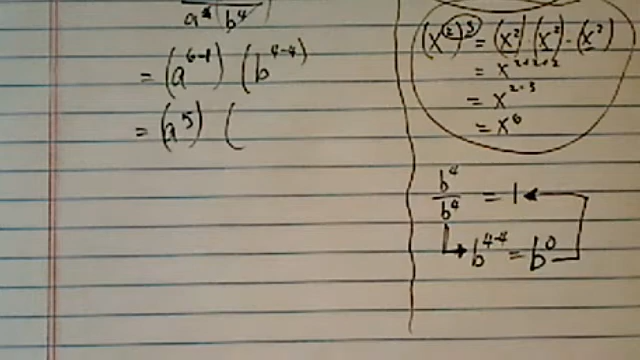 a (b⁴)
= (a⁶⁻¹) (b⁴⁻⁴)
= (a⁵) (
(x²)³ = (x²) · (x²) · (x²)
= x²⁺²⁺²
= x²·³
= x⁶
b⁴/b⁴ = 1
b⁴⁻⁴ = b⁰